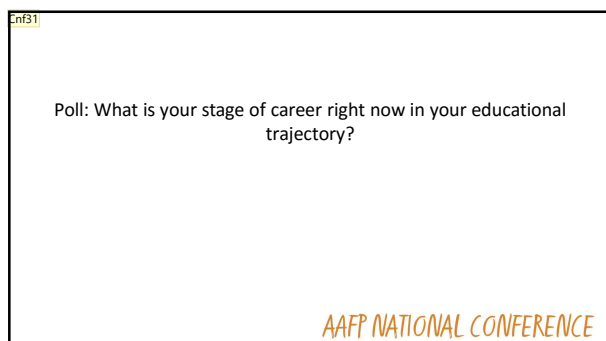 Cnf31
Poll: What is your stage of career right now in your educational
trajectory?
AAFP NATIONAL CONFERENCE